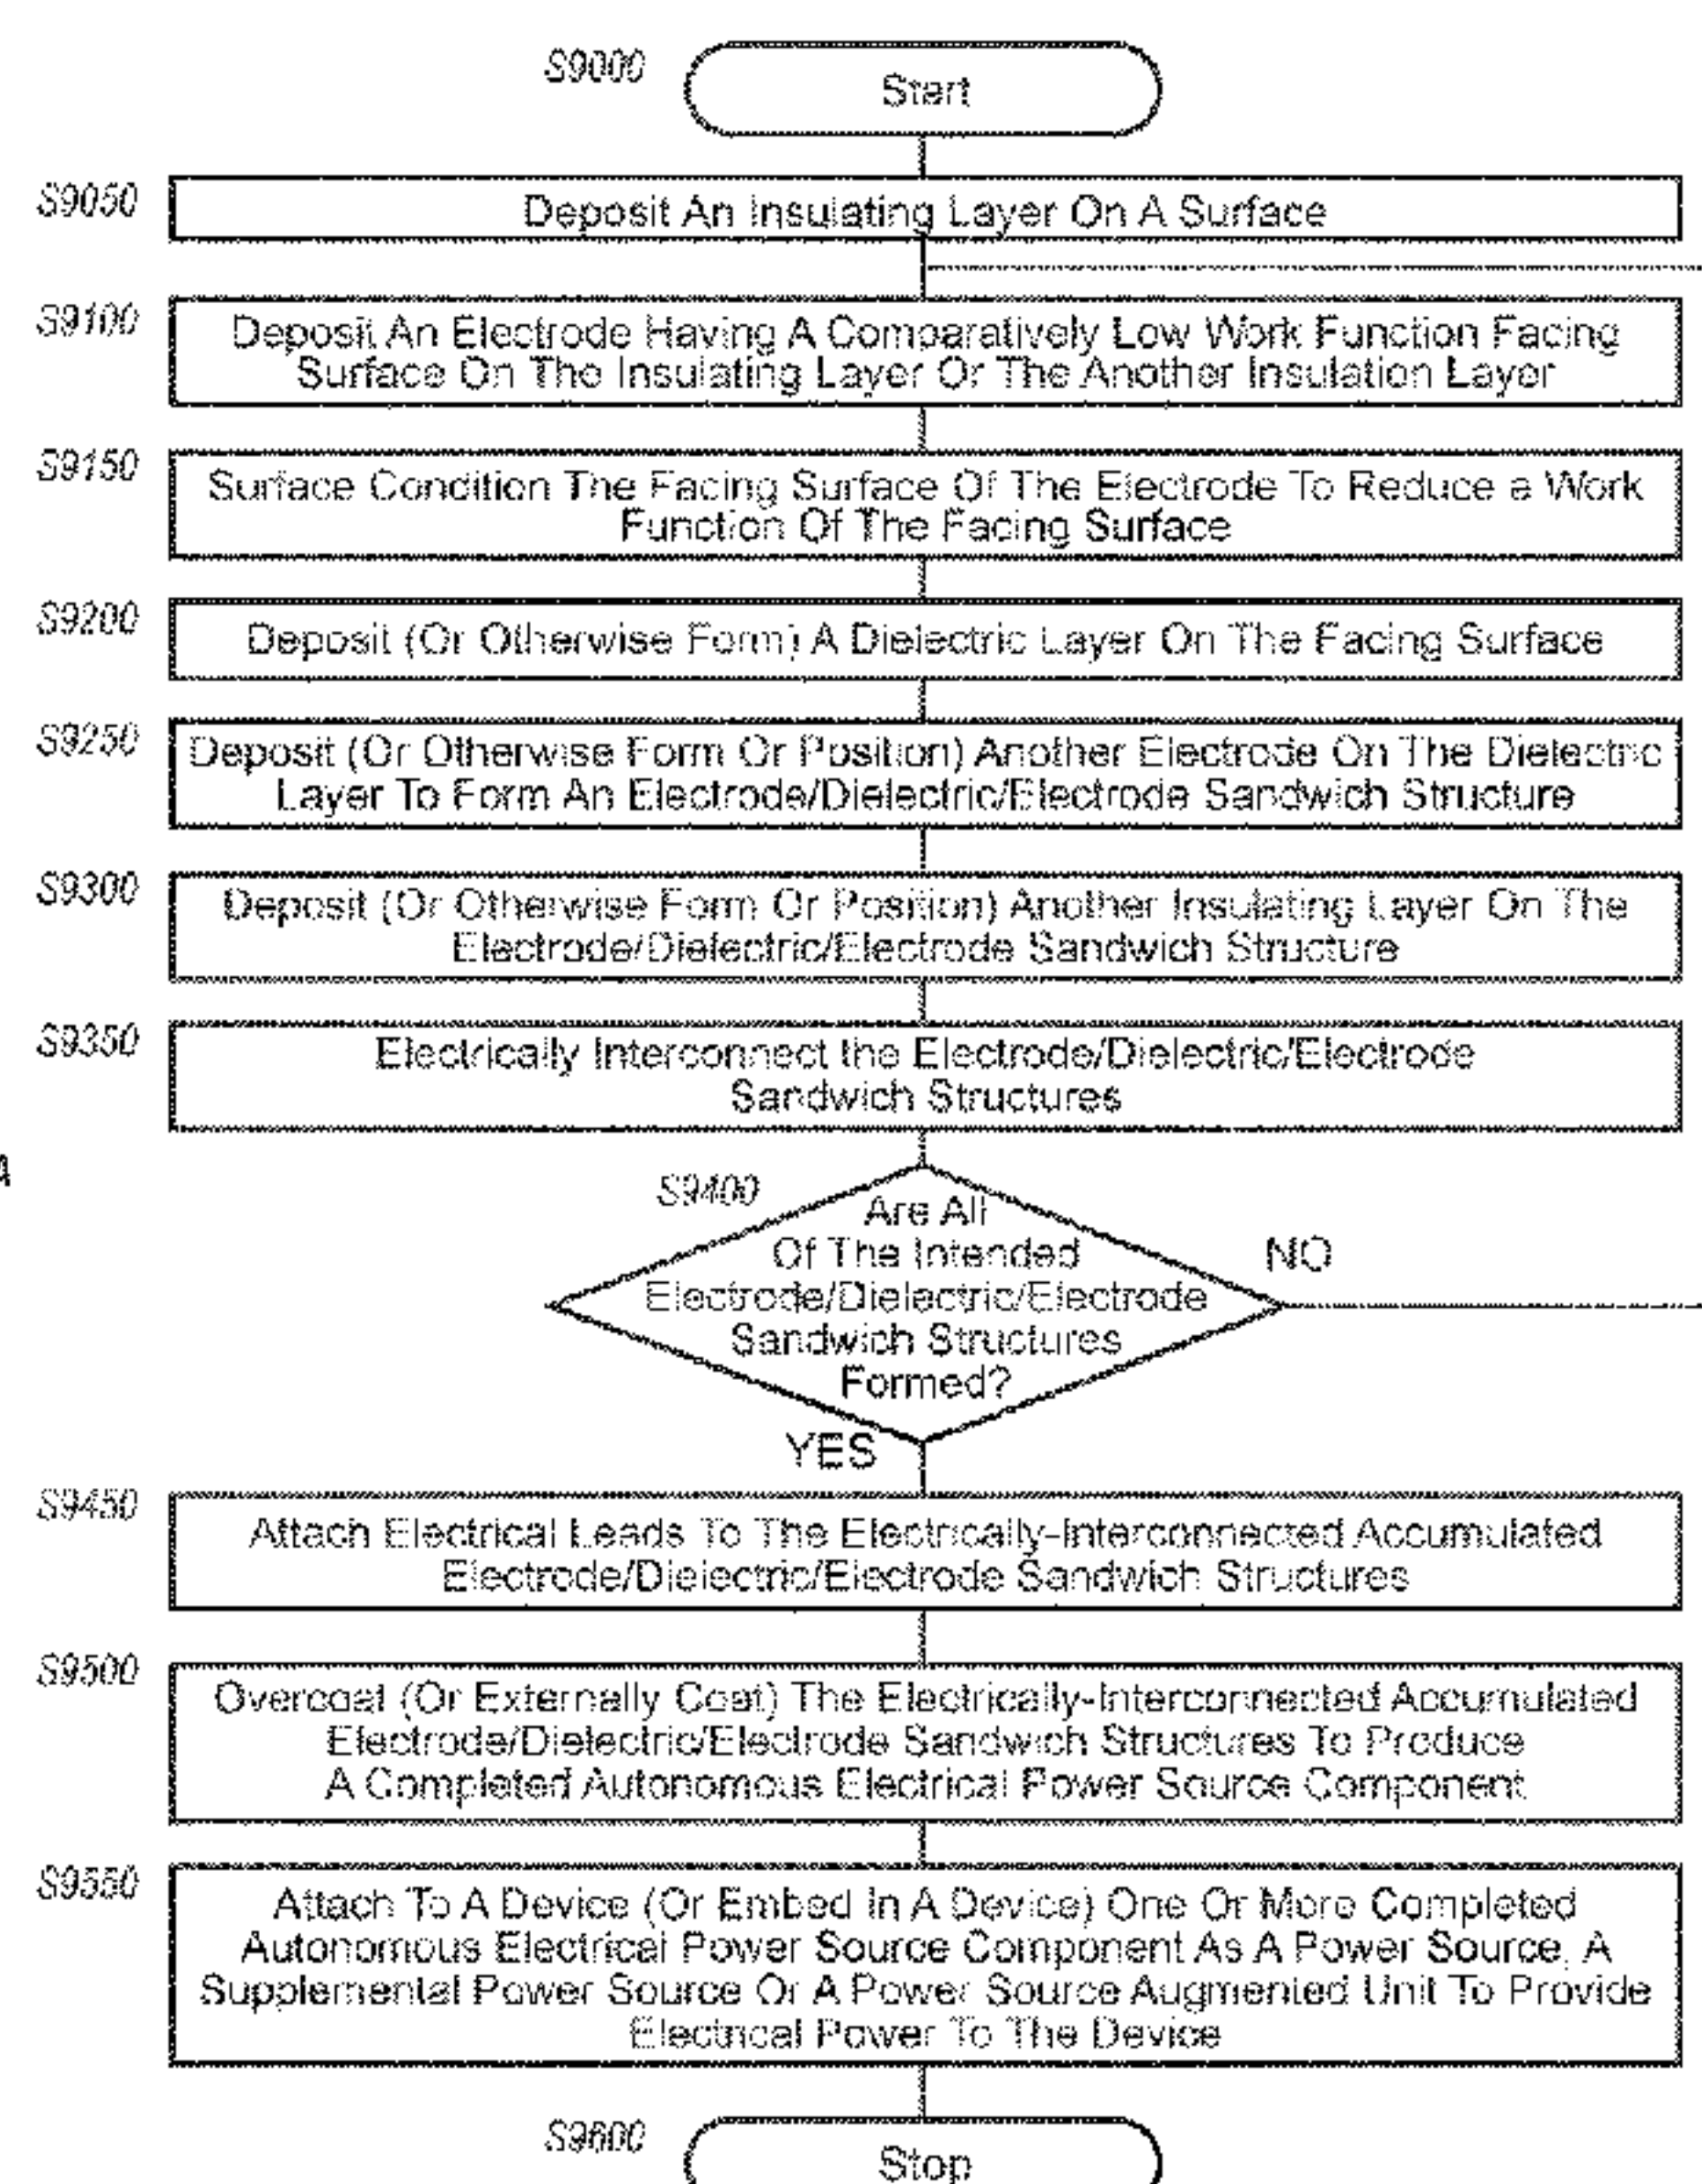 S9000
Start
S9050
Deposit An Insulating Layer On A Surface
S9100
Deposit An Electrode Having A Comparatively Low Work Function Facing
Surface On The Insulating Layer Or The Another Insulation Layer
S9150
Surface Condition The Facing Surface Of The Electrode To Reduce a Work
Function Of The Facing Surface
S9200
Deposit (Or Otherwise Form) A Dielectric Layer On The Facing Surface
S9250
Deposit (Or Otherwise Form Or Position) Another Electrode On The Dielectric
Layer To Form An Electrode/Dielectric/Electrode Sandwich Structure
S9300
Deposit (Or Otherwise Form Or Position) Another Insulating Layer On The
Electrode/Dielectric/Electrode Sandwich Structure
S9350
Electrically Interconnect the Electrode/Dielectric/Electrode
Sandwich Structures
S9400
Are All
Of The Intended
Electrode/Dielectric/Electrode
Sandwich Structures
Formed?
NO
YES
S9450
Attach Electrical Leads To The Electrically-Interconnected Accumulated
Electrode/Dielectric/Electrode Sandwich Structures
S9500
Overcoat (Or Externally Coat) The Electrically-Interconnected Accumulated
Electrode/Dielectric/Electrode Sandwich Structures To Produce
A Completed Autonomous Electrical Power Source Component
S9550
Attach To A Device (Or Embed In A Device) One Or More Completed
Autonomous Electrical Power Source Component As A Power Source, A
Supplemental Power Source Or A Power Source Augmented Unit To Provide
Electrical Power To The Device
S9600
Stop